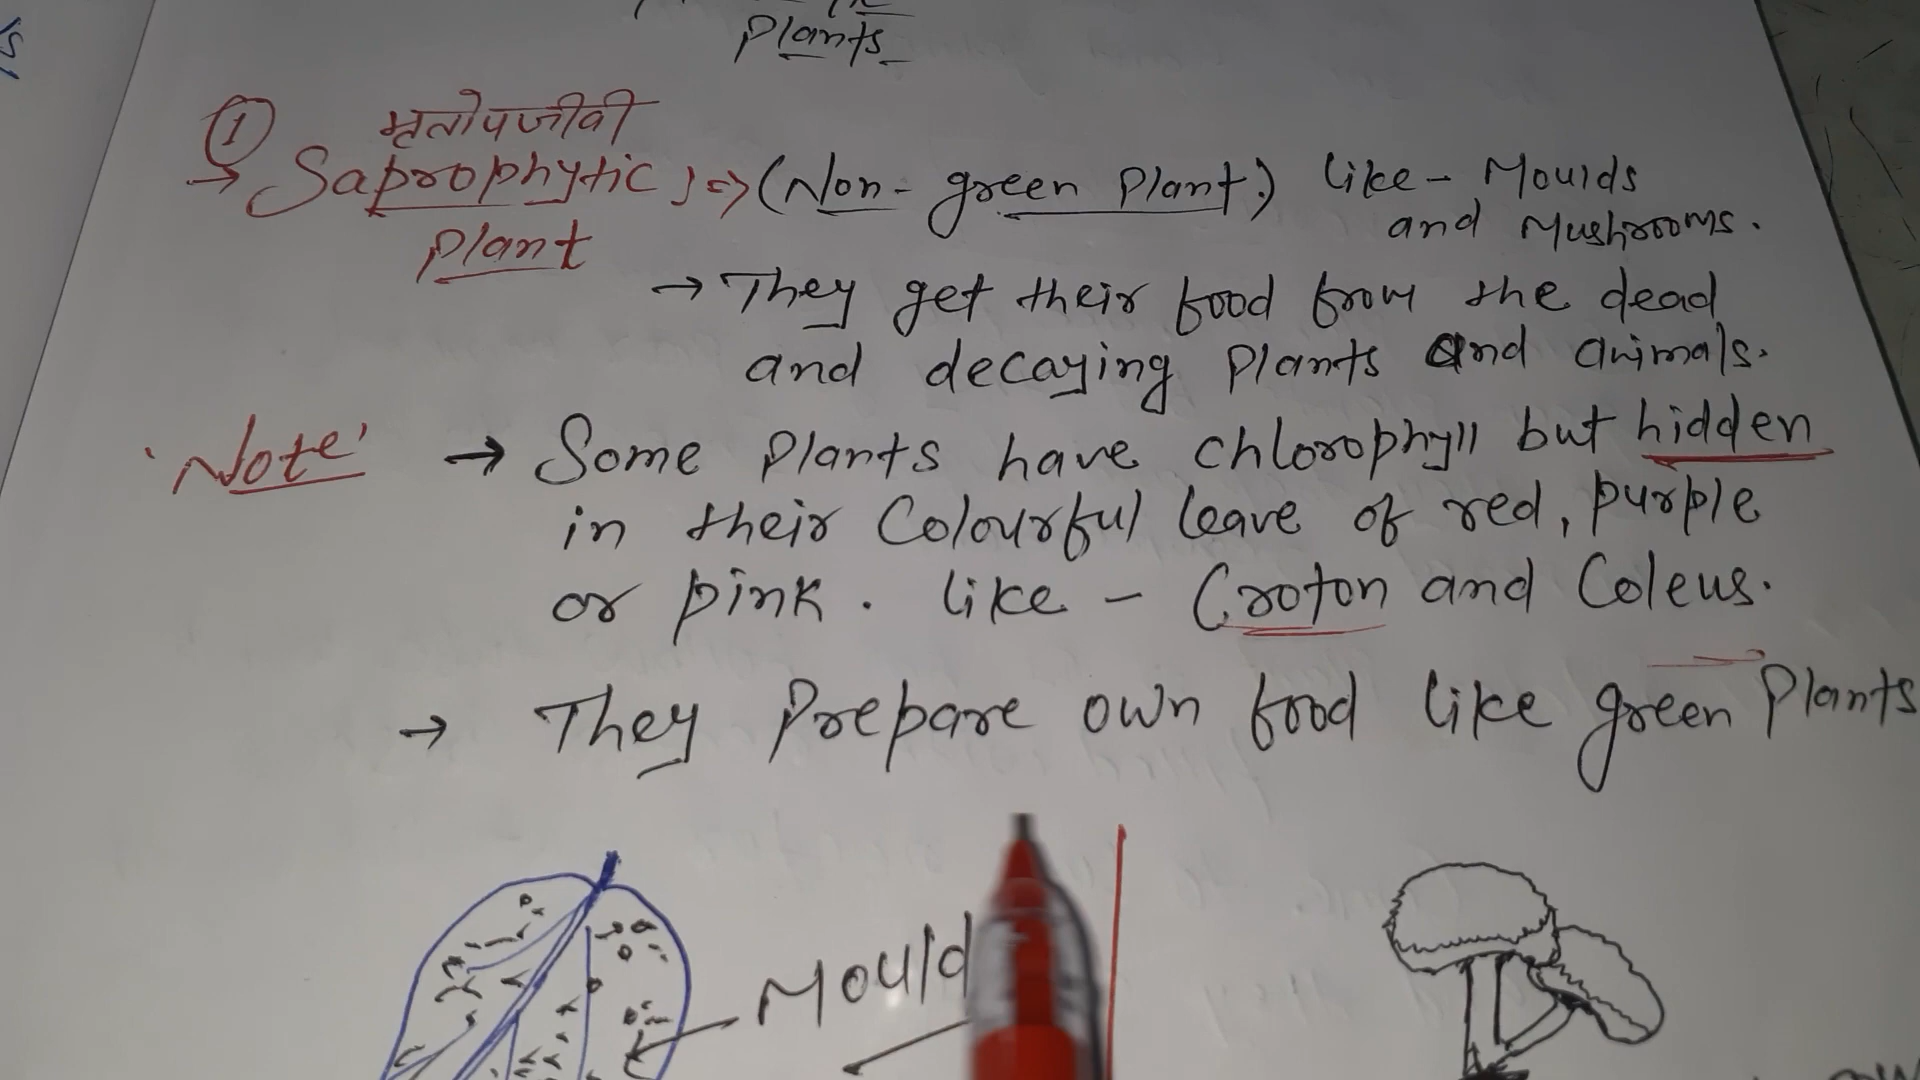 Plants
① मृतोपजीवी
→ Saprophytic } => (Non-green Plant.) like - Moulds
and Mushrooms.
Plant
→ They get their food from the dead
and decaying Plants and animals.
'Note' → Some Plants have chlorophyll but hidden
in their Colourful leave of red, purple
or pink. like - Croton and Coleus.
→ They Prepare own food like green Plants
Mould